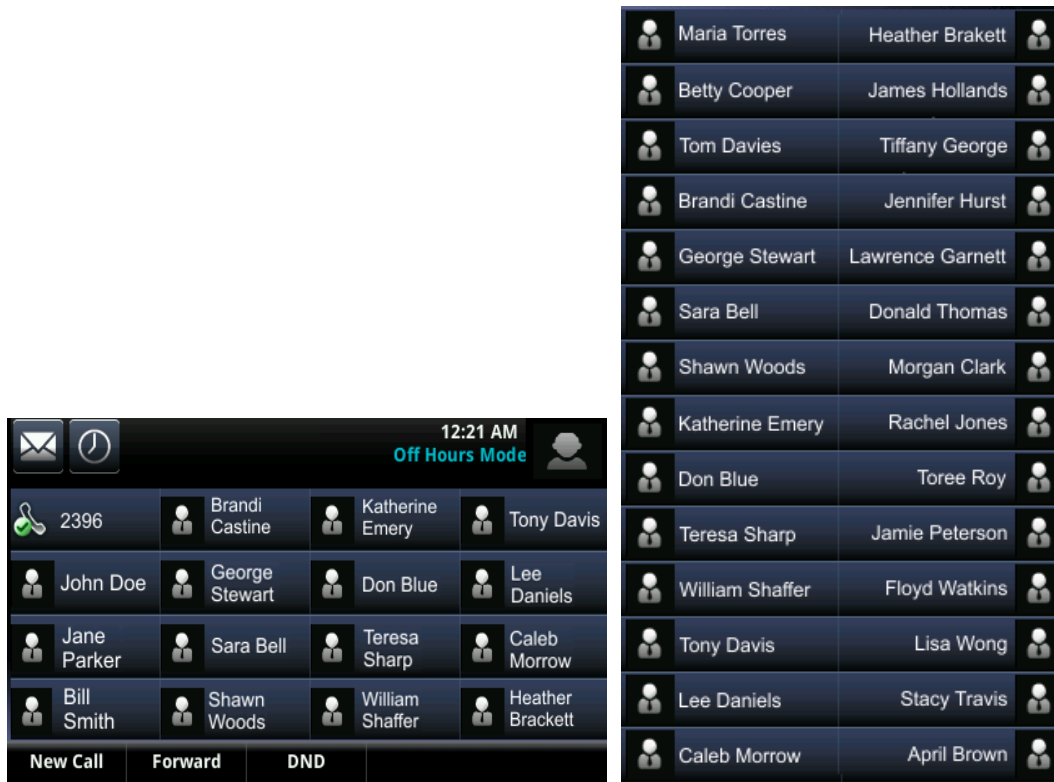 12:21 AM
Off Hours Mode
2396
Brandi
Castine
Katherine
Emery
Tony Davis
John Doe
George
Stewart
Don Blue
Lee
Daniels
Jane
Parker
Sara Bell
Teresa
Sharp
Caleb
Morrow
Bill
Smith
Shawn
Woods
William
Shaffer
Heather
Brackett
New Call Forward DND
Maria Torres Heather Brakett
Betty Cooper James Hollands
Tom Davies Tiffany George
Brandi Castine Jennifer Hurst
George Stewart Lawrence Garnett
Sara Bell Donald Thomas
Shawn Woods Morgan Clark
Katherine Emery Rachel Jones
Don Blue Toree Roy
Teresa Sharp Jamie Peterson
William Shaffer Floyd Watkins
Tony Davis Lisa Wong
Lee Daniels Stacy Travis
Caleb Morrow April Brown